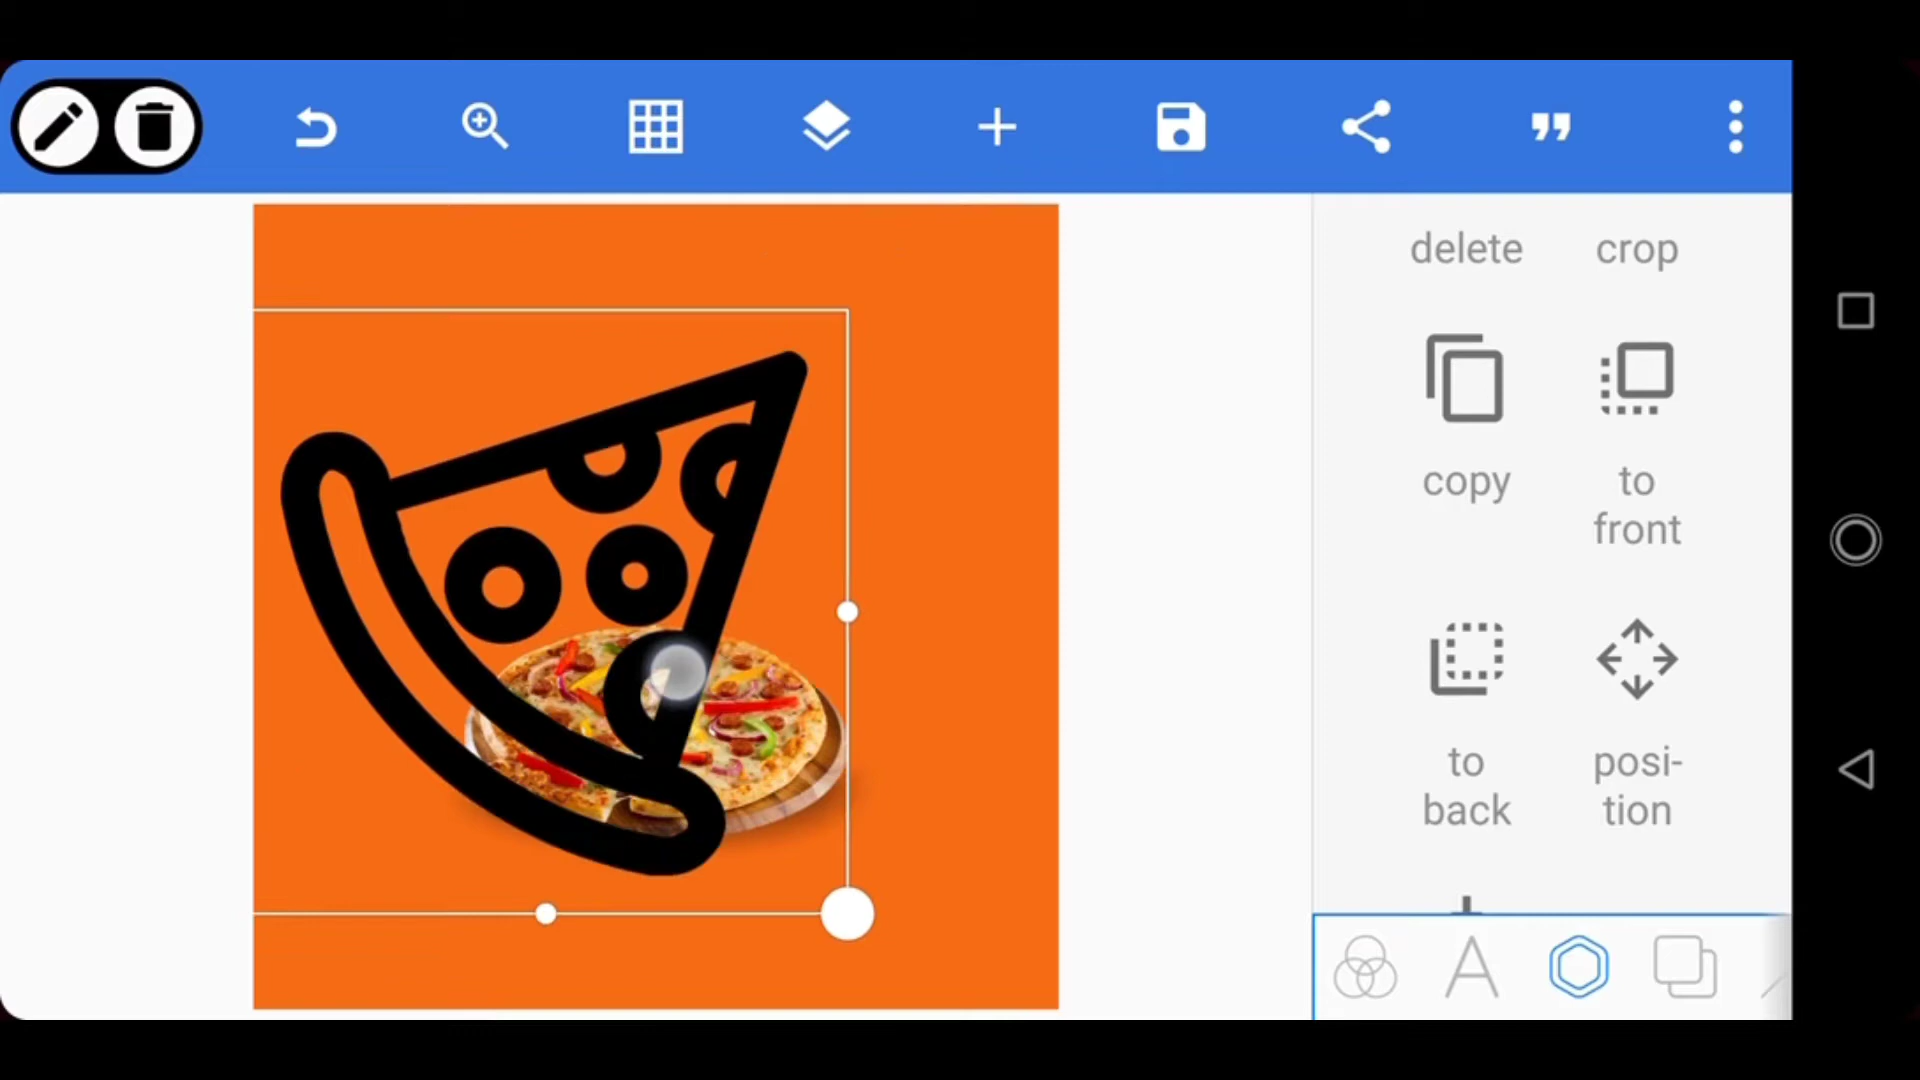 delete
crop
copy
to
front
to
back
posi-
tion